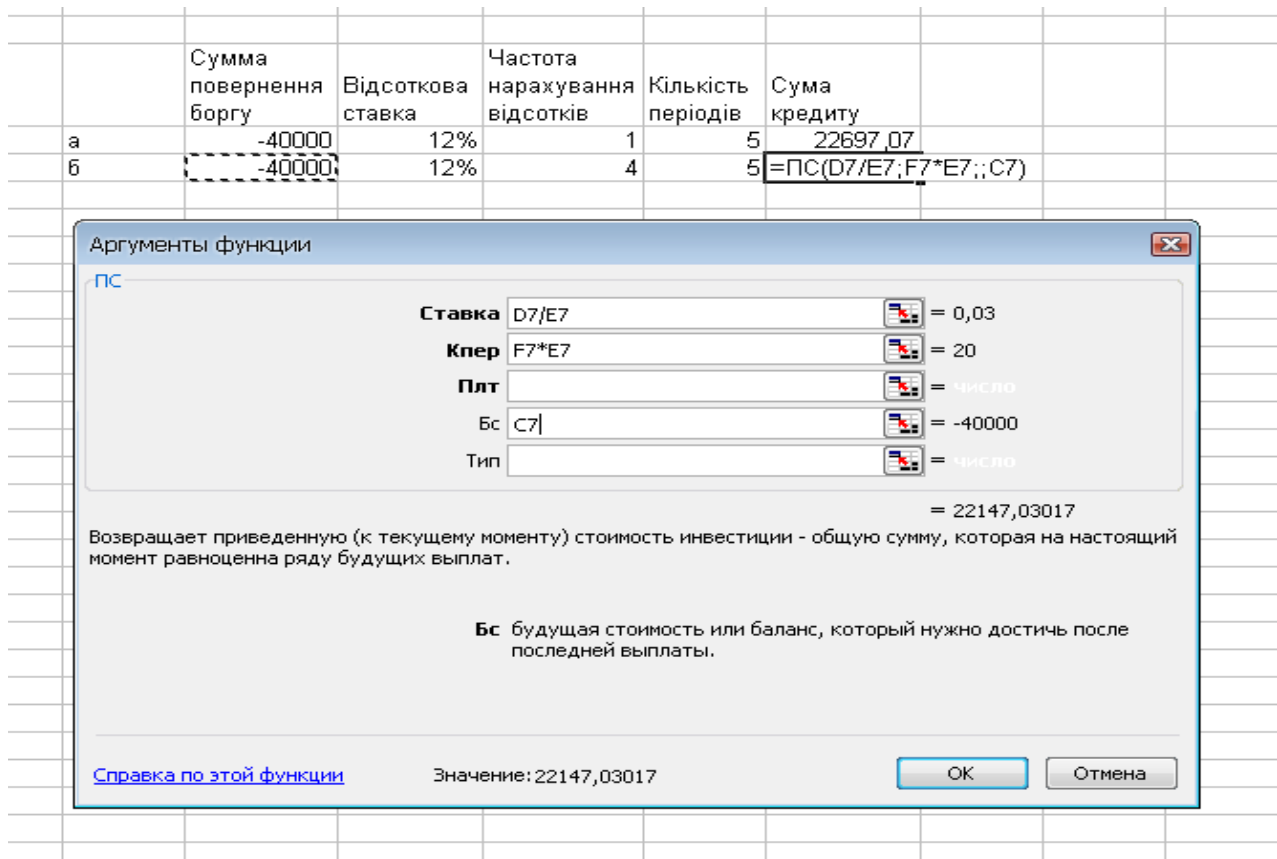 Сумма повернення боргу Відсоткова ставка Частота нарахування відсотків Кількість періодів Сума кредиту
а -40000 12% 1 5 22697,07
б -40000 12% 4 5 =ПС(D7/E7;F7*E7;;C7)
Аргументы функции
ПС
Ставка D7/E7 = 0,03
Кпер F7*E7 = 20
Плт = число
Бс C7 = -40000
Тип = число
= 22147,03017
Возвращает приведенную (к текущему моменту) стоимость инвестиции - общую сумму, которая на настоящий
момент равноценна ряду будущих выплат.
Бс будущая стоимость или баланс, который нужно достичь после
последней выплаты.
Справка по этой функции Значение:22147,03017 ОК Отмена